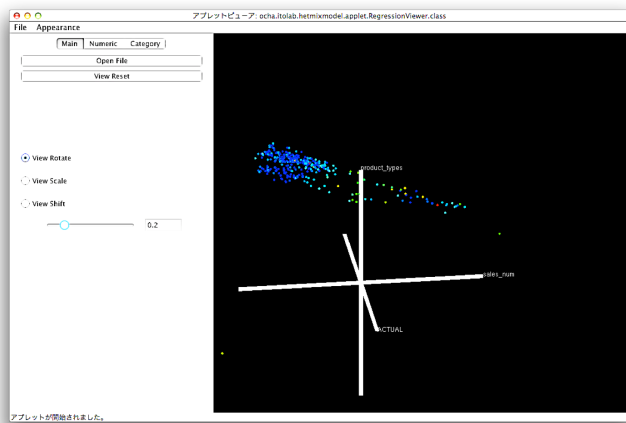 アプレットビューア: ocha.itolab.hetmixmodel.applet.RegressionViewer.class
File Appearance
Main Numeric Category
Open File
View Reset
View Rotate
View Scale
View Shift
0.2
product_types
sales_num
ACTUAL
アプレットが開始されました。